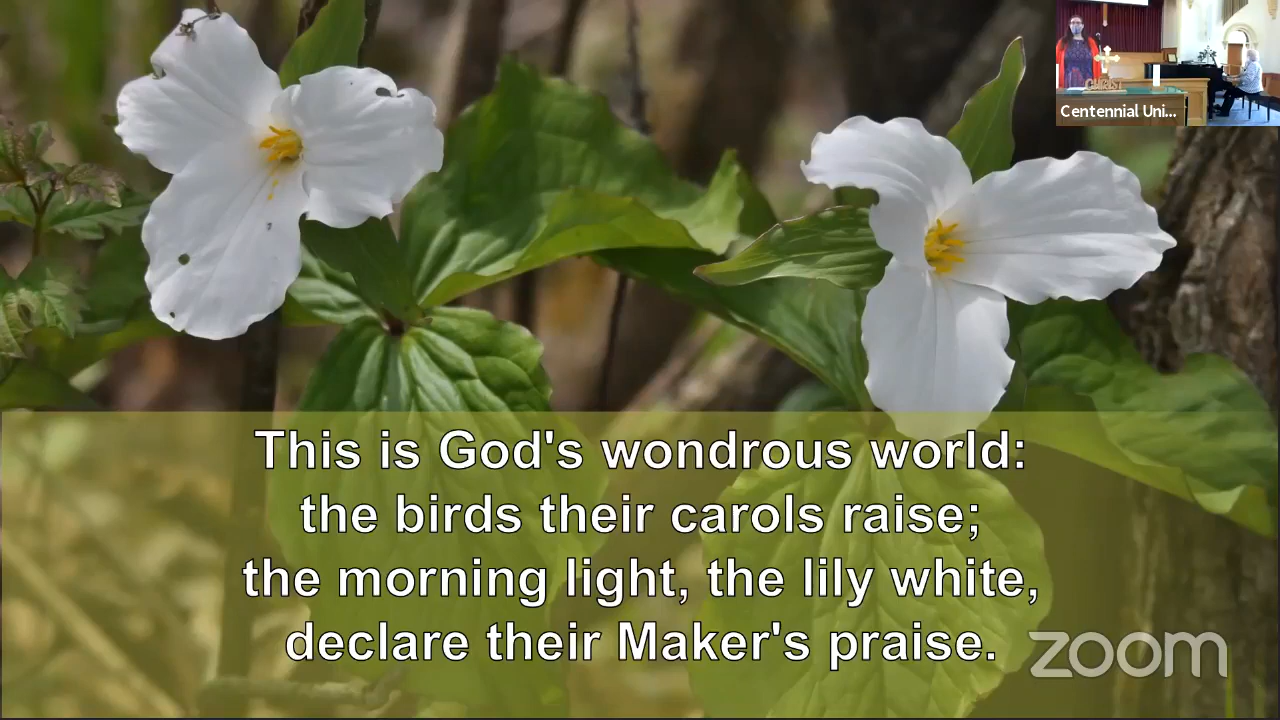 CHRIST
Centennial Uni...
This is God's wondrous world:
the birds their carols raise;
the morning light, the lily white,
declare their Maker's praise.
zoom